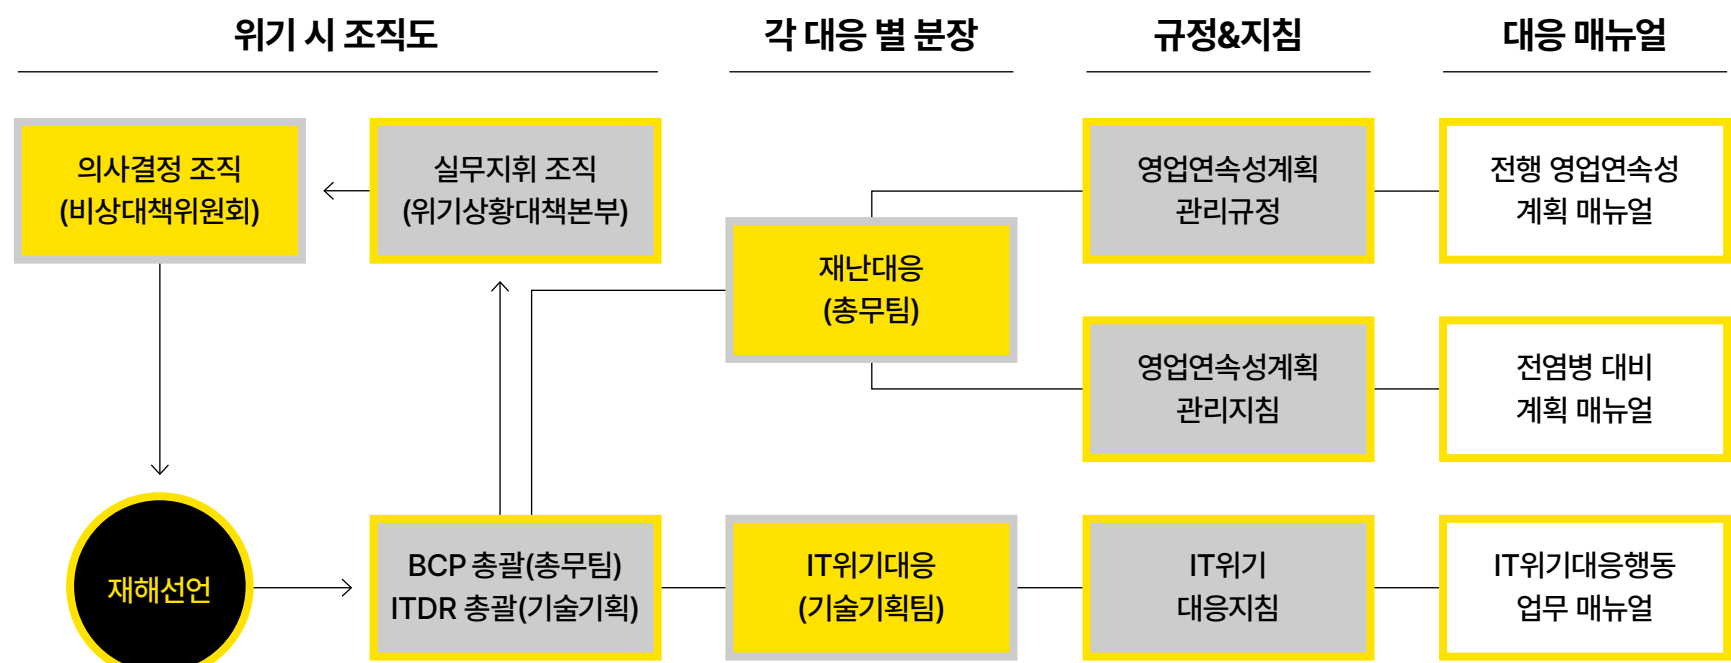 위기 시 조직도
각 대응 별 분장
규정&지침
대응 매뉴얼
의사결정 조직
(비상대책위원회)
실무지휘 조직
(위기상황대책본부)
재난대응
(총무팀)
영업연속성계획
관리규정
전행 영업연속성
계획 매뉴얼
영업연속성계획
관리지침
전염병 대비
계획 매뉴얼
재해선언
BCP 총괄(총무팀)
ITDR 총괄(기술기획)
IT위기대응
(기술기획팀)
IT위기
대응지침
IT위기대응행동
업무 매뉴얼